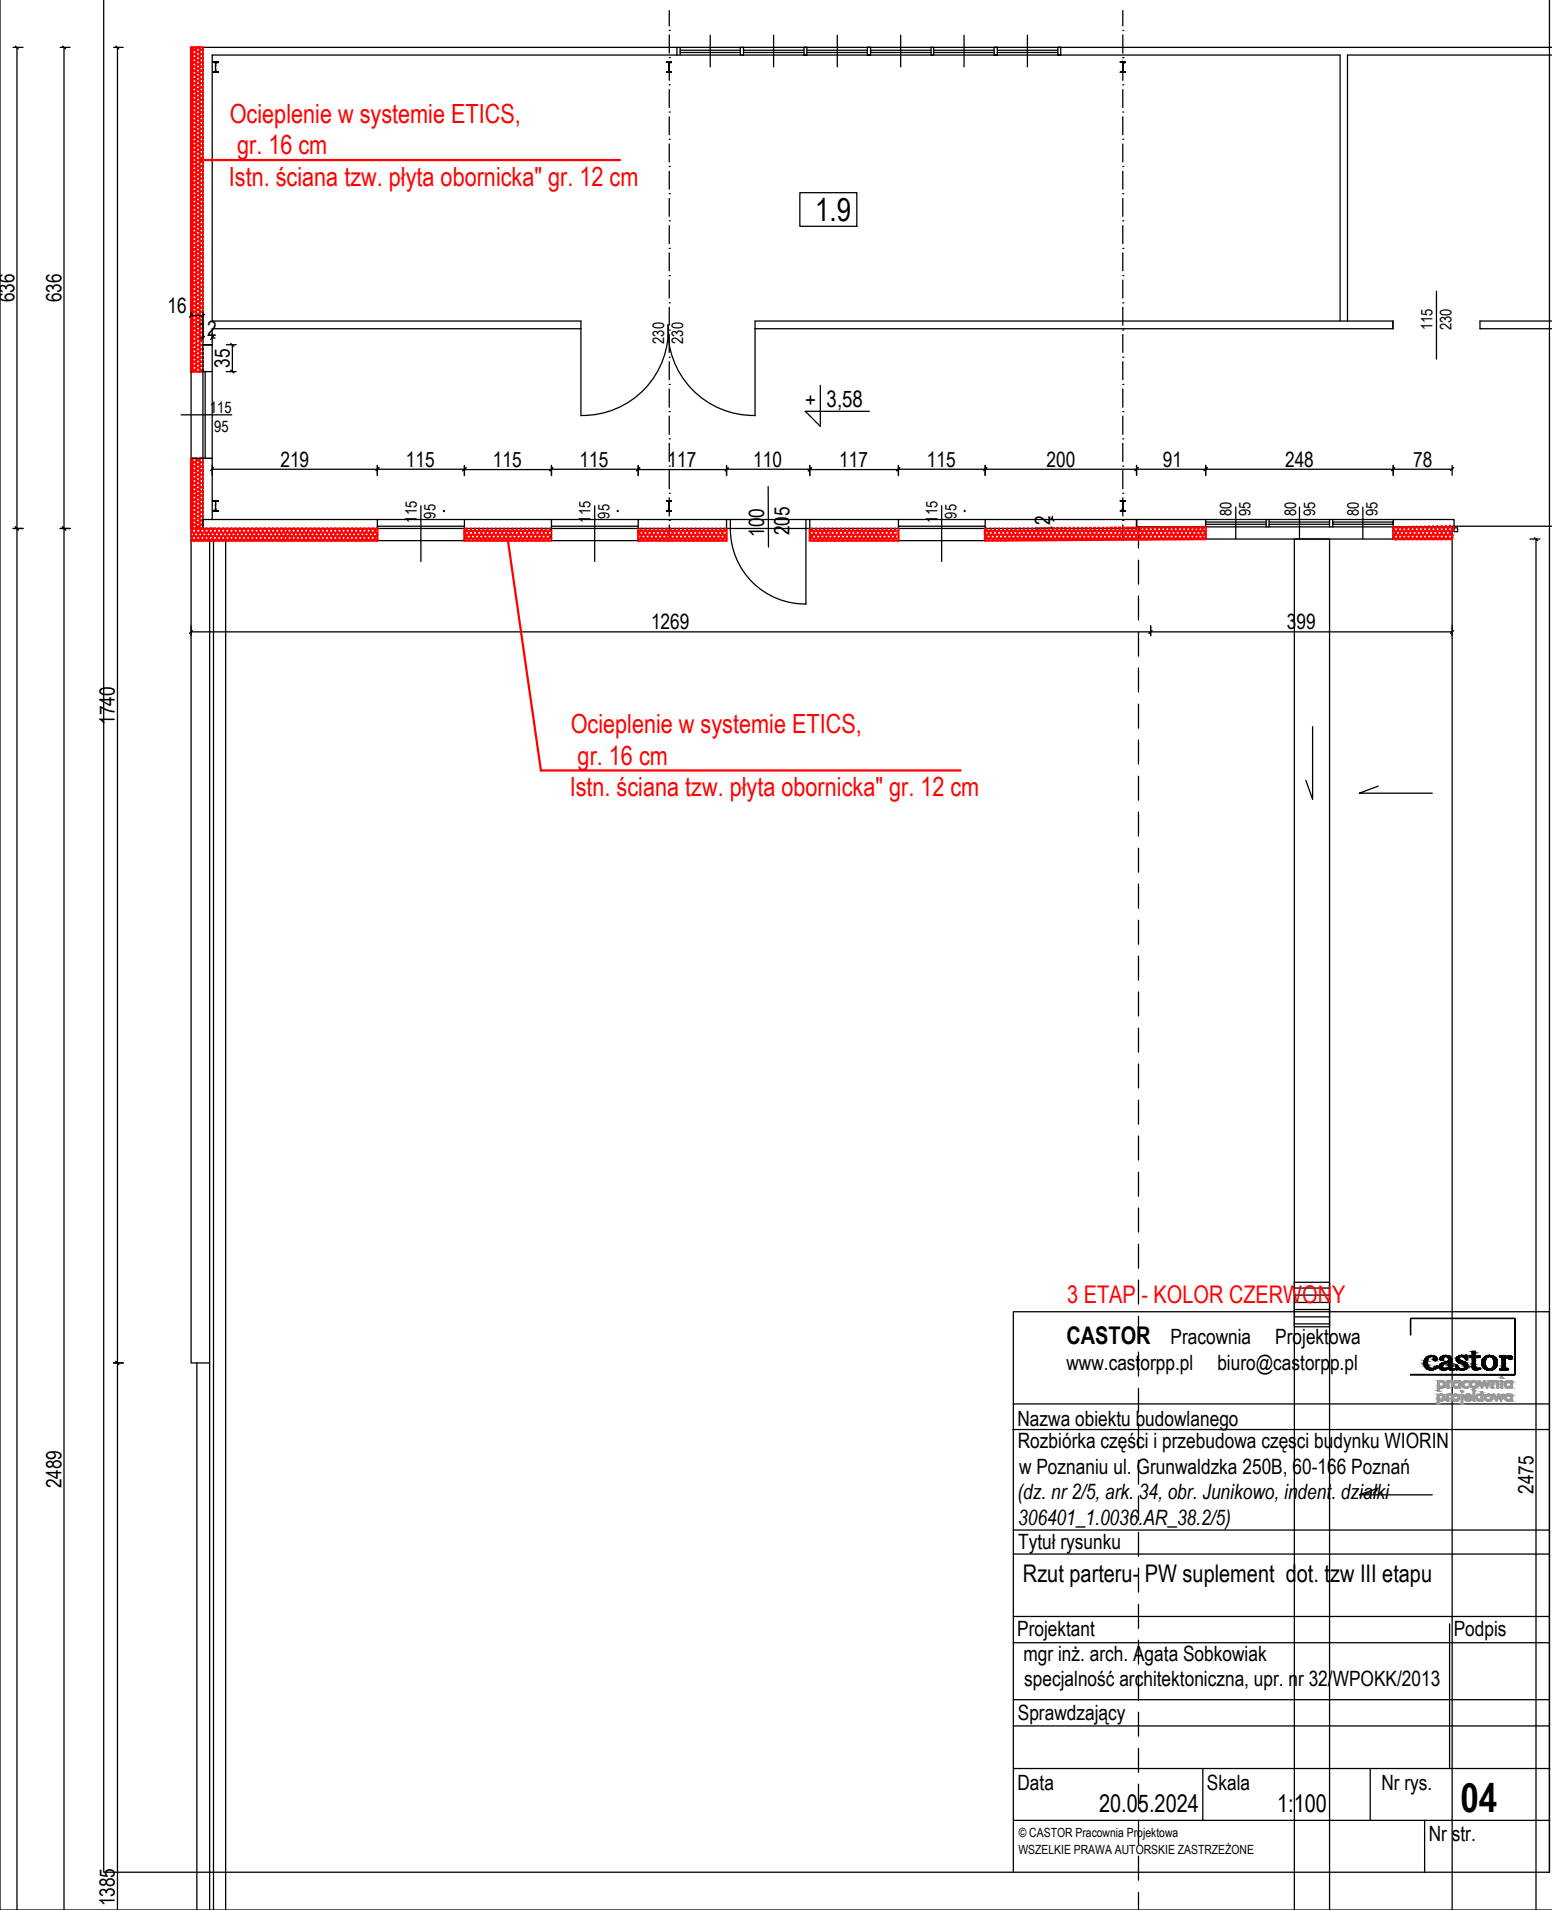 Ocieplenie w systemie ETICS,
gr. 16 cm
Istn. ściana tzw. płyta obornicka" gr. 12 cm
1.9
636
636
16
2
35
115
95
230
230
115
230
+ 3,58
219
115
115
115
117
110
117
115
200
91
248
78
115
95
115
95
100
205
115
95
2
80
95
80
95
80
95
1269
399
1740
Ocieplenie w systemie ETICS,
gr. 16 cm
Istn. ściana tzw. płyta obornicka" gr. 12 cm
3 ETAP - KOLOR CZERWONY
CASTOR Pracownia Projektowa
www.castorpp.pl biuro@castorpp.pl
castor
pracownia
projektowa
Nazwa obiektu budowlanego
Rozbiórka części i przebudowa części budynku WIORIN
w Poznaniu ul. Grunwaldzka 250B, 60-166 Poznań
(dz. nr 2/5, ark. 34, obr. Junikowo, indent. działki
306401_1.0036.AR_38.2/5)
2489
2475
Tytuł rysunku
Rzut parteru- PW suplement dot. tzw III etapu
Projektant
Podpis
mgr inż. arch. Agata Sobkowiak
specjalność architektoniczna, upr. nr 32/WPOKK/2013
Sprawdzający
Data
20.05.2024
Skala
1:100
Nr rys.
04
© CASTOR Pracownia Projektowa
WSZELKIE PRAWA AUTORSKIE ZASTRZEŻONE
Nr str.
1385